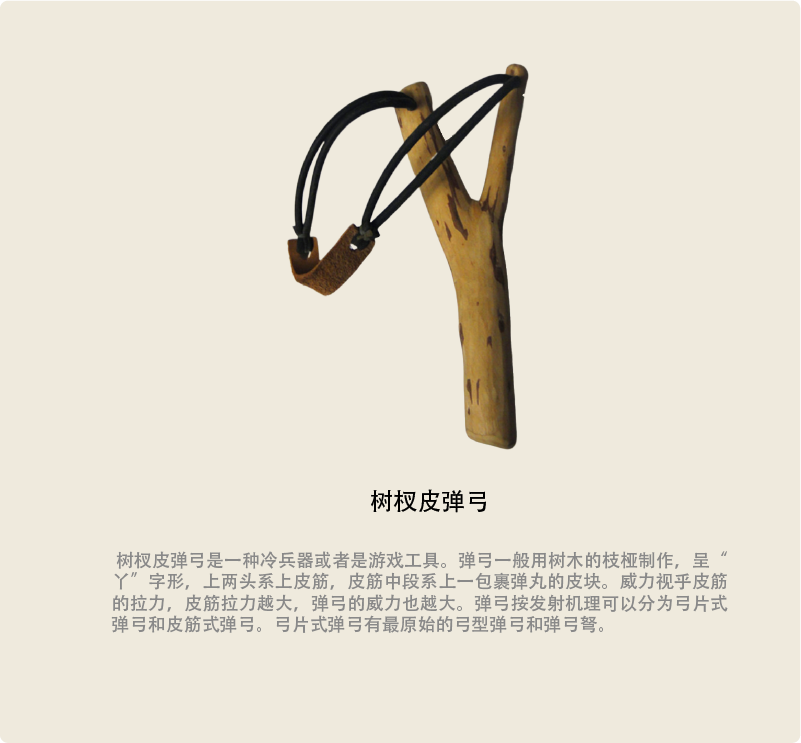 树杈皮弹弓
树杈皮弹弓是一种冷兵器或者是游戏工具。弹弓一般用树木的枝桠制作，呈“
丫”字形，上两头系上皮筋，皮筋中段系上一包裹弹丸的皮块。威力视乎皮筋
的拉力，皮筋拉力越大，弹弓的威力也越大。弹弓按发射机理可以分为弓片式
弹弓和皮筋式弹弓。弓片式弹弓有最原始的弓型弹弓和弹弓弩。